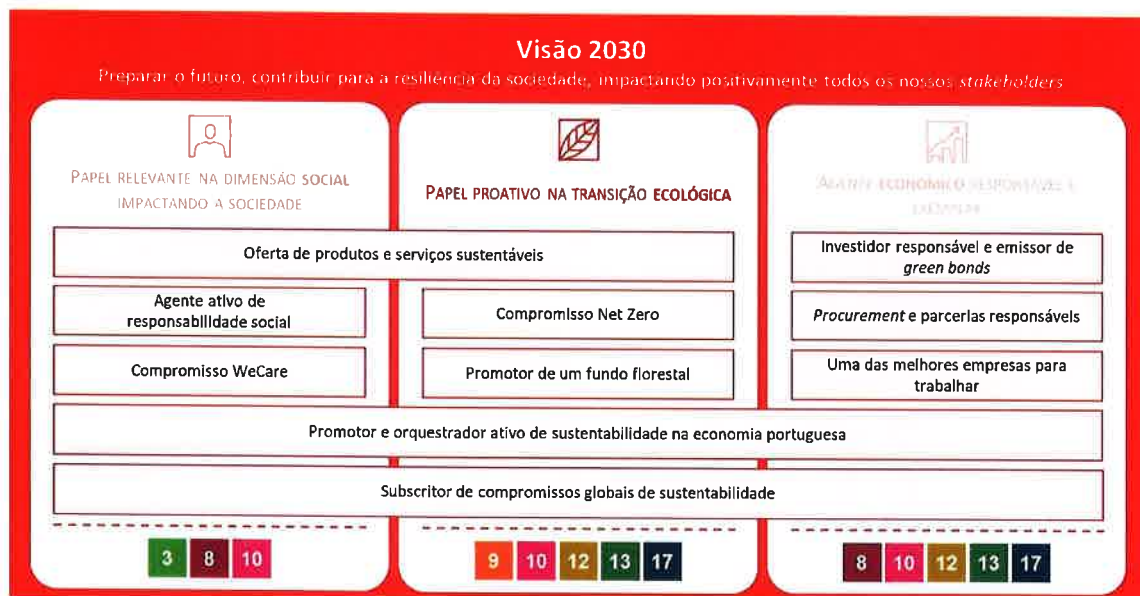 Visão 2030
Preparar o futuro, contribuir para a resiliência da sociedade, impactando positivamente todos os nossos stakeholders
PAPEL RELEVANTE NA DIMENSÃO SOCIAL
IMPACTANDO A SOCIEDADE
PAPEL PROATIVO NA TRANSIÇÃO ECOLÓGICA
AGENTE ECONÓMICO RESPONSÁVEL E
Oferta de produtos e serviços sustentáveis
Investidor responsável e emissor de
green bonds
Agente ativo de
responsabilidade social
Compromisso Net Zero
Procurement e parcerias responsáveis
Compromisso WeCare
Promotor de um fundo florestal
Uma das melhores empresas para
trabalhar
Promotor e orquestrador ativo de sustentabilidade na economia portuguesa
Subscritor de compromissos globais de sustentabilidade
3 8 10
9 10 12 13 17
8 10 12 13 17